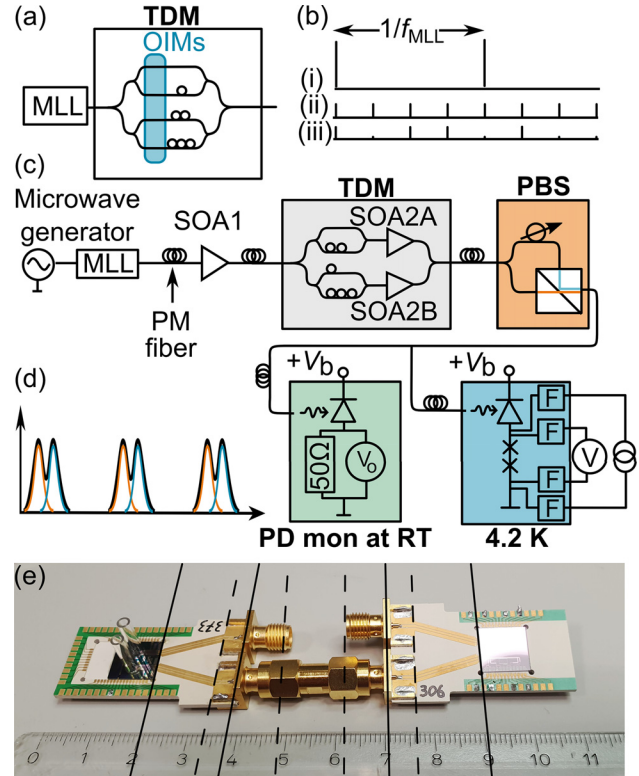 (a)
TDM
OIMs
MLL
(b)
1/fMLL
(i)
(ii)
(iii)
(c)
Microwave
generator
MLL
SOA1
PM
fiber
TDM
SOA2A
SOA2B
PBS
(d)
+Vb
50Ω
Vo
PD mon at RT
+Vb
F
F
V
F
F
4.2 K
(e)
373
306
0 1 2 3 4 5 6 7 8 9 10 11